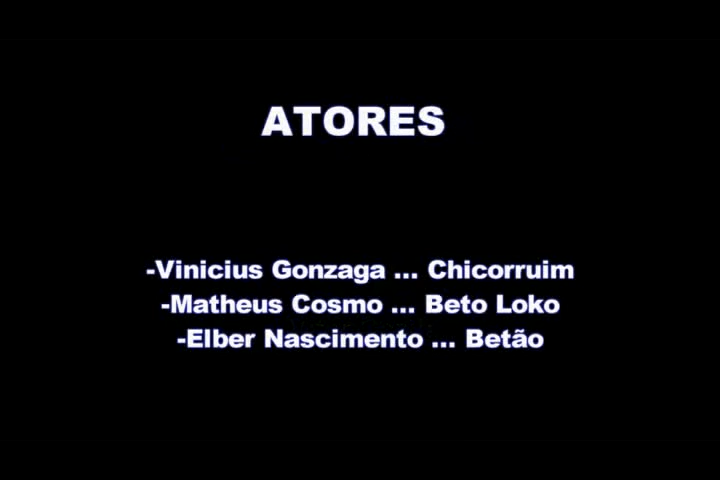 ATORES
-Vinicius Gonzaga ... Chicorruim
-Matheus Cosmo ... Beto Loko
-Elber Nascimento ... Betão